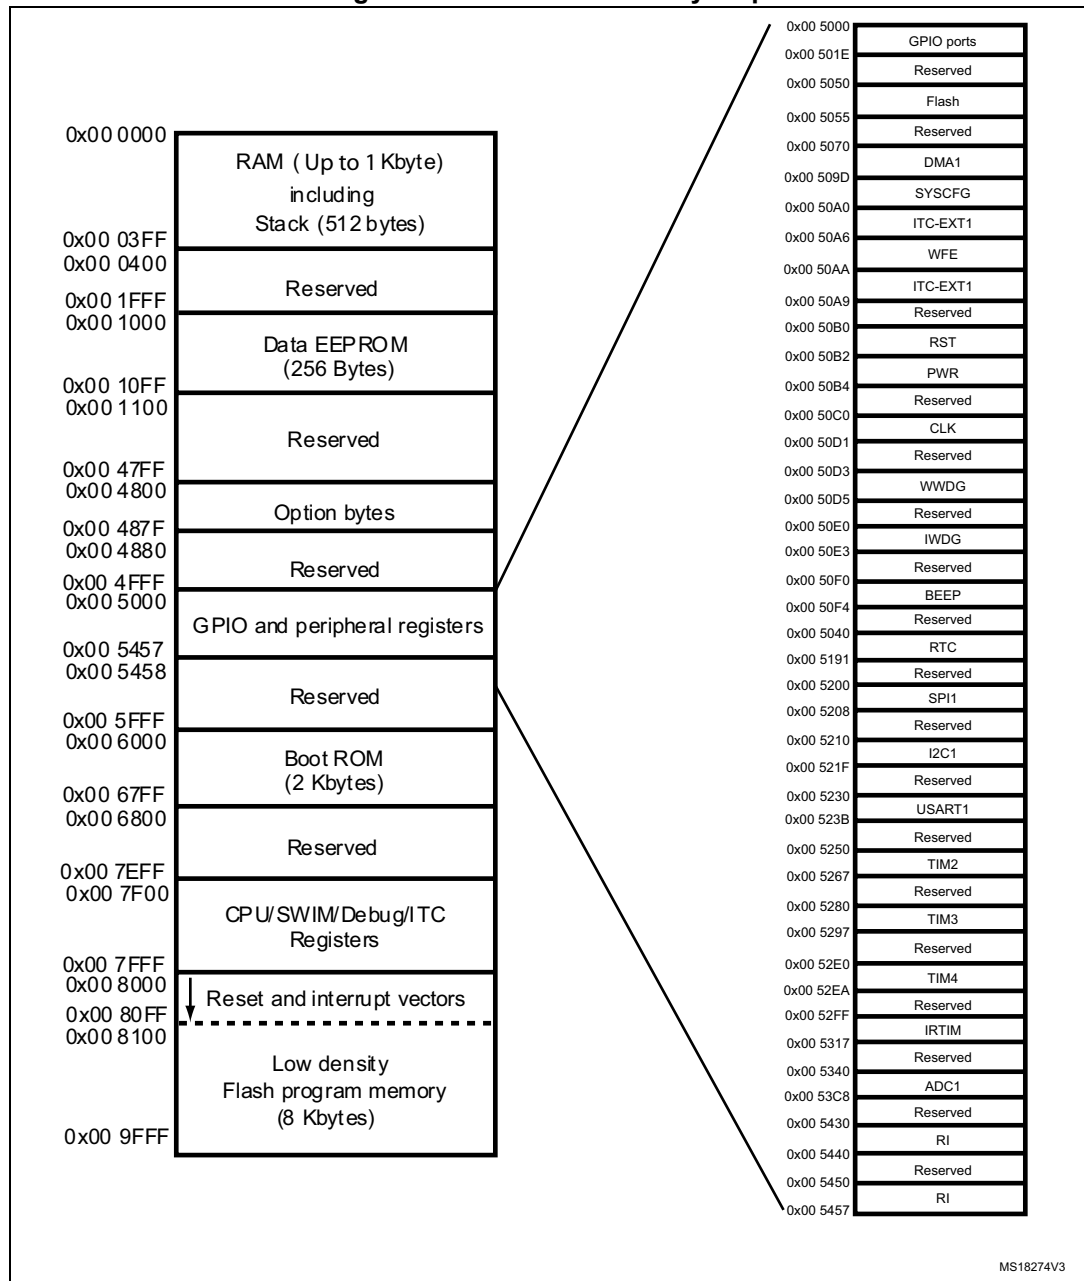 0x00 0000
RAM ( Up to 1 Kbyte)
including
Stack (512 bytes)
0x00 03FF
0x00 0400
Reserved
0x00 1FFF
0x00 1000
Data EEPROM
(256 Bytes)
0x00 10FF
0x00 1100
Reserved
0x00 47FF
0x00 4800
Option bytes
0x00 487F
0x00 4880
Reserved
0x00 4FFF
0x00 5000
GPIO and peripheral registers
0x00 5457
0x00 5458
Reserved
0x00 5FFF
0x00 6000
Boot ROM
(2 Kbytes)
0x00 67FF
0x00 6800
Reserved
0x00 7EFF
0x00 7F00
CPU/SWIM/Debug/ITC
Registers
0x00 7FFF
0x00 8000
Reset and interrupt vectors
0x00 80FF
0x00 8100
Low density
Flash program memory
(8 Kbytes)
0x00 9FFF
0x00 5000
GPIO ports
0x00 501E
Reserved
0x00 5050
Flash
0x00 5055
Reserved
0x00 5070
DMA1
0x00 509D
SYSCFG
0x00 50A0
ITC-EXT1
0x00 50A6
WFE
0x00 50AA
ITC-EXT1
0x00 50A9
Reserved
0x00 50B0
RST
0x00 50B2
PWR
0x00 50B4
Reserved
0x00 50C0
CLK
0x00 50D1
Reserved
0x00 50D3
WWDG
0x00 50D5
Reserved
0x00 50E0
IWDG
0x00 50E3
Reserved
0x00 50F0
BEEP
0x00 50F4
Reserved
0x00 5040
RTC
0x00 5191
Reserved
0x00 5200
SPI1
0x00 5208
Reserved
0x00 5210
I2C1
0x00 521F
Reserved
0x00 5230
USART1
0x00 523B
Reserved
0x00 5250
TIM2
0x00 5267
Reserved
0x00 5280
TIM3
0x00 5297
Reserved
0x00 52E0
TIM4
0x00 52EA
Reserved
0x00 52FF
IRTIM
0x00 5317
Reserved
0x00 5340
ADC1
0x00 53C8
Reserved
0x00 5430
RI
0x00 5440
Reserved
0x00 5450
RI
0x00 5457
MS18274V3